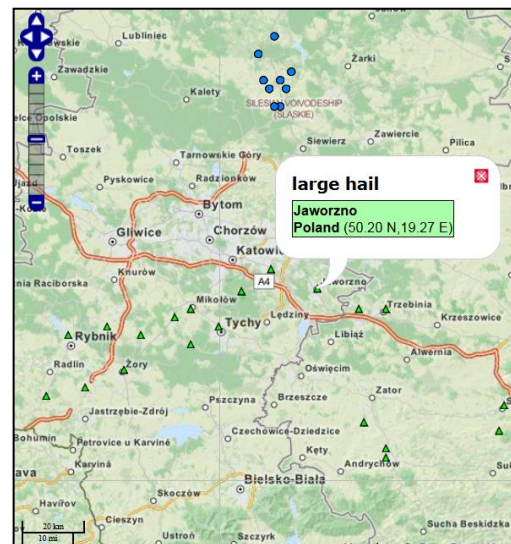 Lubliniec
Zawadzkie
Żarki
Kalety
SILESIAN VOIVODESHIP
(ŚLĄSKIE)
Siewierz
Zawiercie
Pilica
Toszek
Tarnowskie Góry
Pyskowice
Radzionków
Bytom
Gliwice
Chorzów
Katowi
large hail
Jaworzno
Poland (50.20 N,19.27 E)
Knurów
nia Raciborska
A4
Jaworzno
Mikołów
Trzebinia
Tychy
Lędziny
Krzeszowice
Libiąż
Rybnik
Alwernia
Radlin
Żory
Oświęcim
Zator
Pszczyna
Brzeszcze
Jastrzębie-Zdrój
Bohumin
Czechowice-Dziedzice
Petrovice u Karviné
Kęty
Karviná
Andrychów
Bielsko-Biała
Havířov
Skoczów
20 km
10 mi
Cieszyn
Ustroń
Szczyrk
Sucha Beskidzka